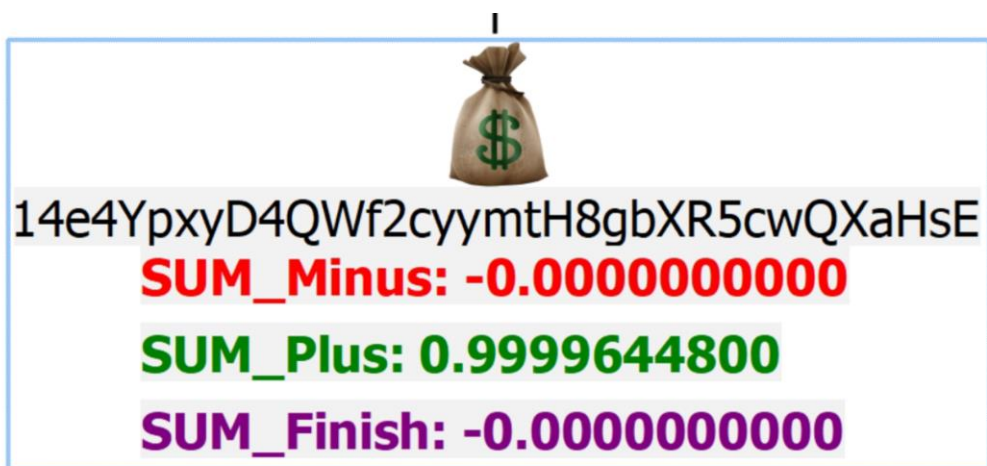 $
14e4YpxyD4QWf2cyymtH8gbXR5cwQXaHsE
SUM_Minus: -0.0000000000
SUM_Plus: 0.9999644800
SUM_Finish: -0.0000000000